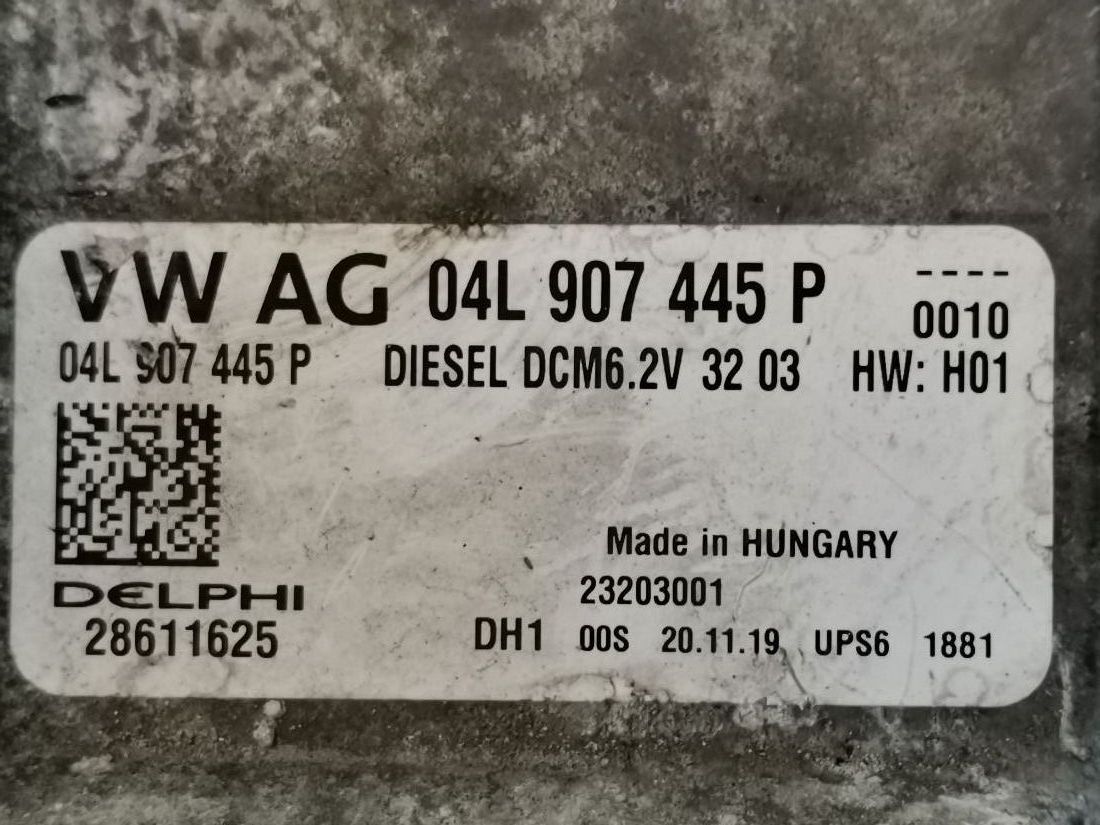 VW AG 04L 907 445 P ----
0010
04L 907 445 P DIESEL DCM6.2V 32 03 HW: H01
Made in HUNGARY
DELPHI 23203001
28611625 DH1 00S 20.11.19 UPS6 1881